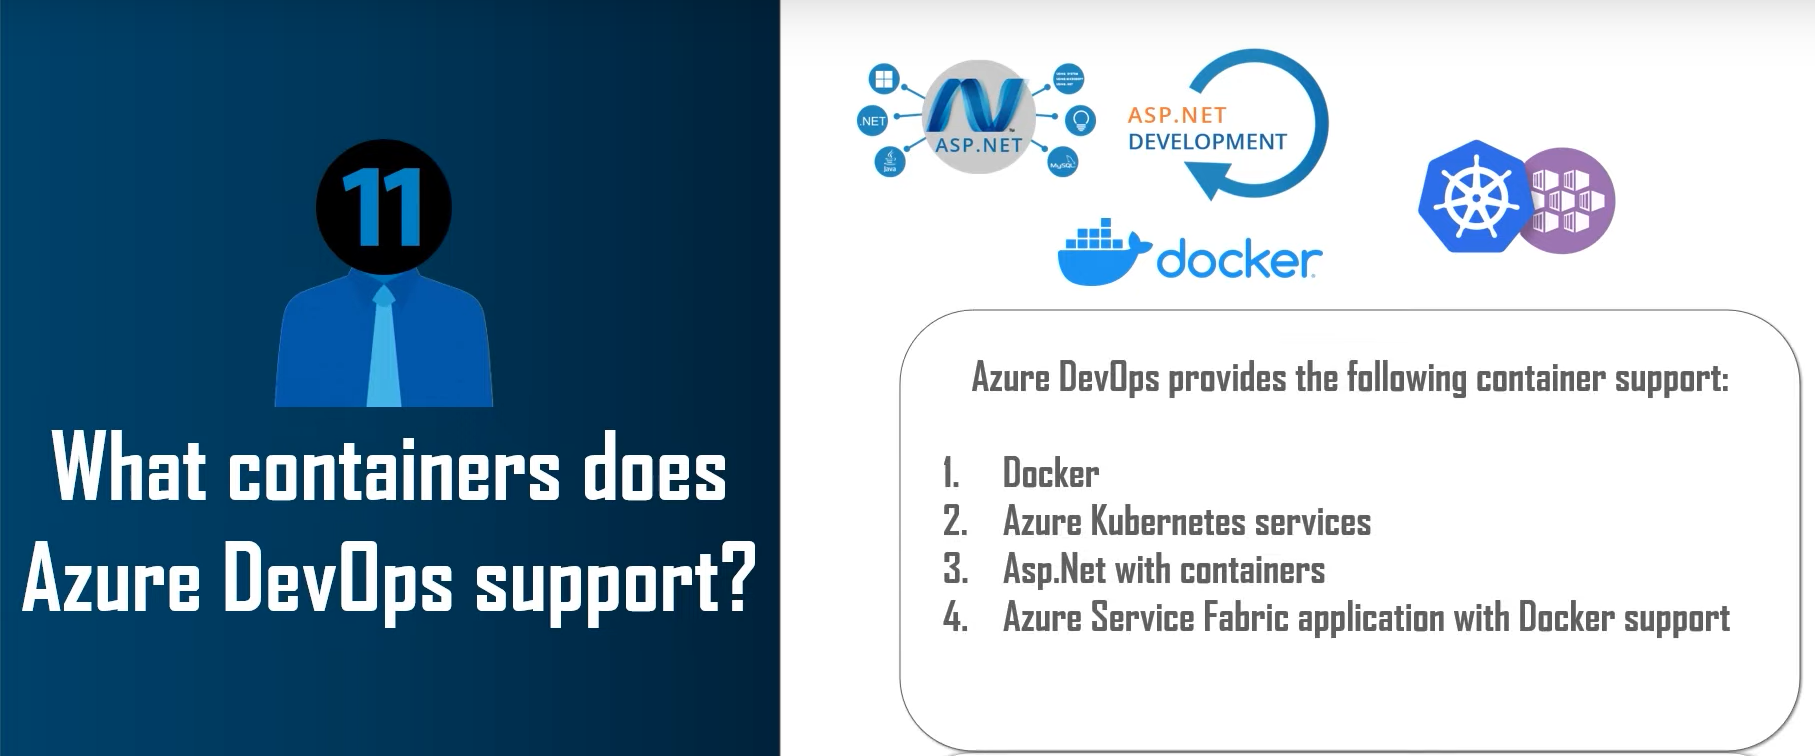 11
What containers does
Azure DevOps support?
.NET
Java
ASP.NET
MySQL
ASP.NET
DEVELOPMENT
docker
Azure DevOps provides the following container support:
1. Docker
2. Azure Kubernetes services
3. Asp.Net with containers
4. Azure Service Fabric application with Docker support